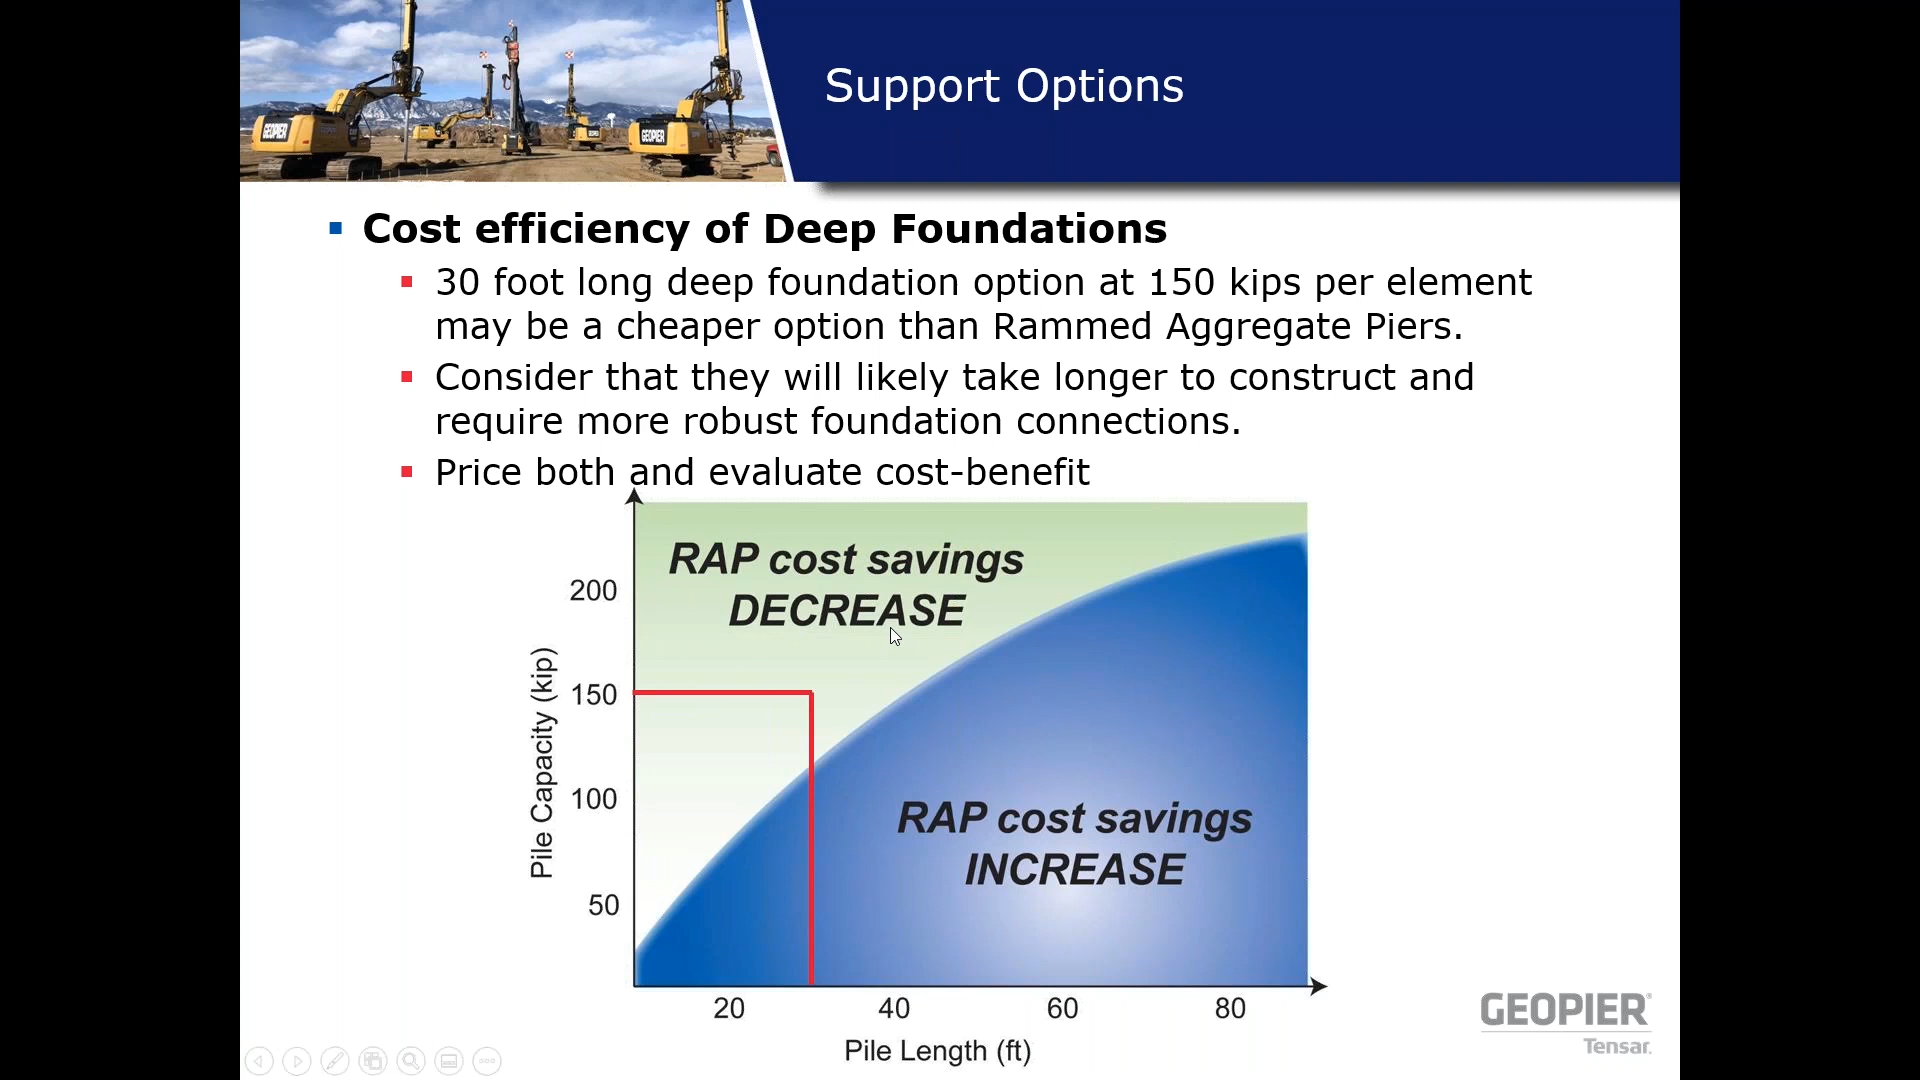 GEOPIER
GEOPIER
Support Options
Cost efficiency of Deep Foundations
30 foot long deep foundation option at 150 kips per element
may be a cheaper option than Rammed Aggregate Piers.
Consider that they will likely take longer to construct and
require more robust foundation connections.
Price both and evaluate cost-benefit
RAP cost savings
DECREASE
200
150
100
50
Pile Capacity (kip)
RAP cost savings
INCREASE
20 40 60 80
Pile Length (ft)
GEOPIER®
Tensar.